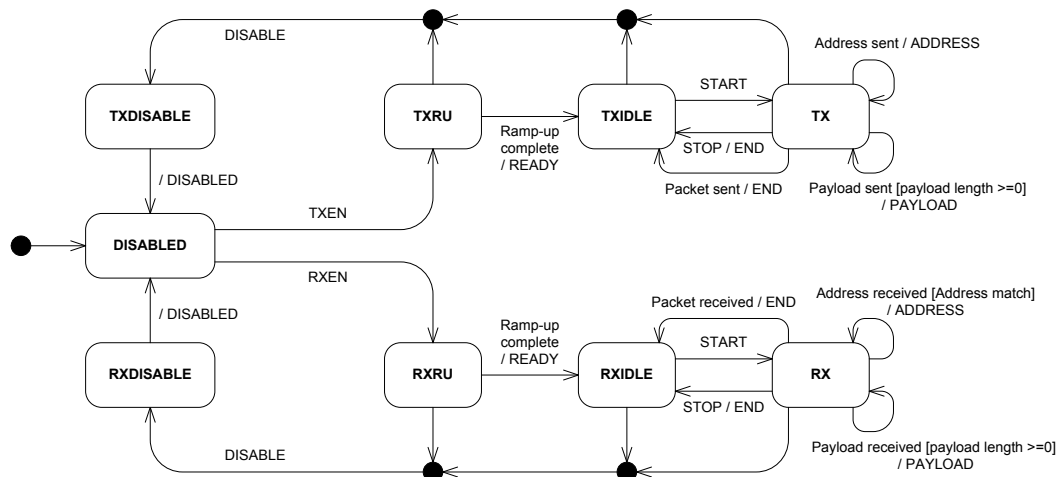 DISABLE
Address sent / ADDRESS
START
TXDISABLE
TXRU
TXIDLE
TX
Ramp-up
complete
/ READY
STOP / END
/ DISABLED
Packet sent / END
Payload sent [payload length >=0]
/ PAYLOAD
TXEN
DISABLED
RXEN
Packet received / END
Address received [Address match]
/ ADDRESS
/ DISABLED
Ramp-up
complete
/ READY
START
RXDISABLE
RXRU
RXIDLE
RX
STOP / END
DISABLE
Payload received [payload length >=0]
/ PAYLOAD